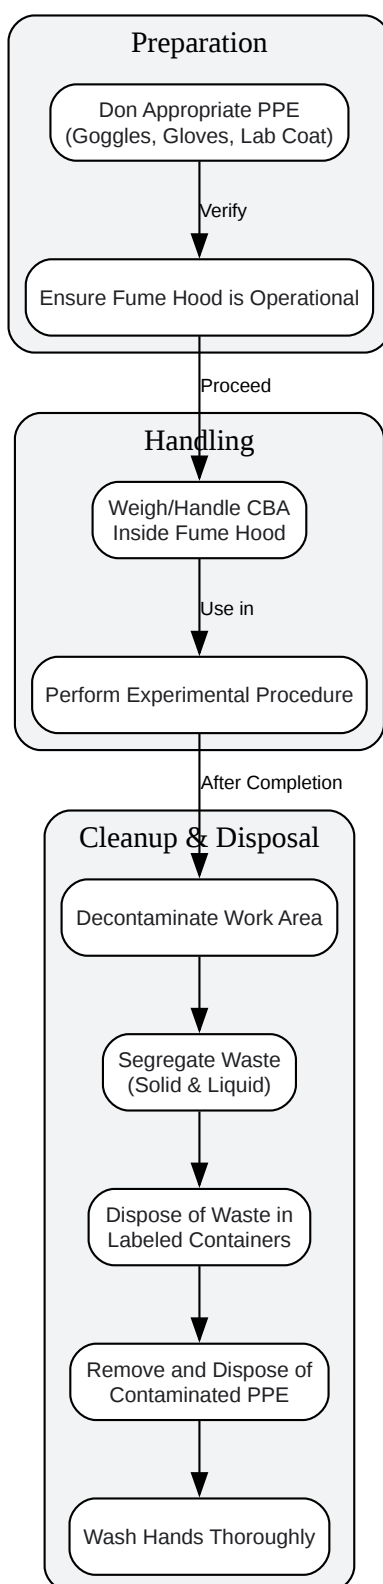 Preparation
Don Appropriate PPE
(Goggles, Gloves, Lab Coat)
Verify
Ensure Fume Hood is Operational
Proceed
Handling
Weigh/Handle CBA
Inside Fume Hood
Use in
Perform Experimental Procedure
After Completion
Cleanup & Disposal
Decontaminate Work Area
Segregate Waste
(Solid & Liquid)
Dispose of Waste in
Labeled Containers
Remove and Dispose of
Contaminated PPE
Wash Hands Thoroughly